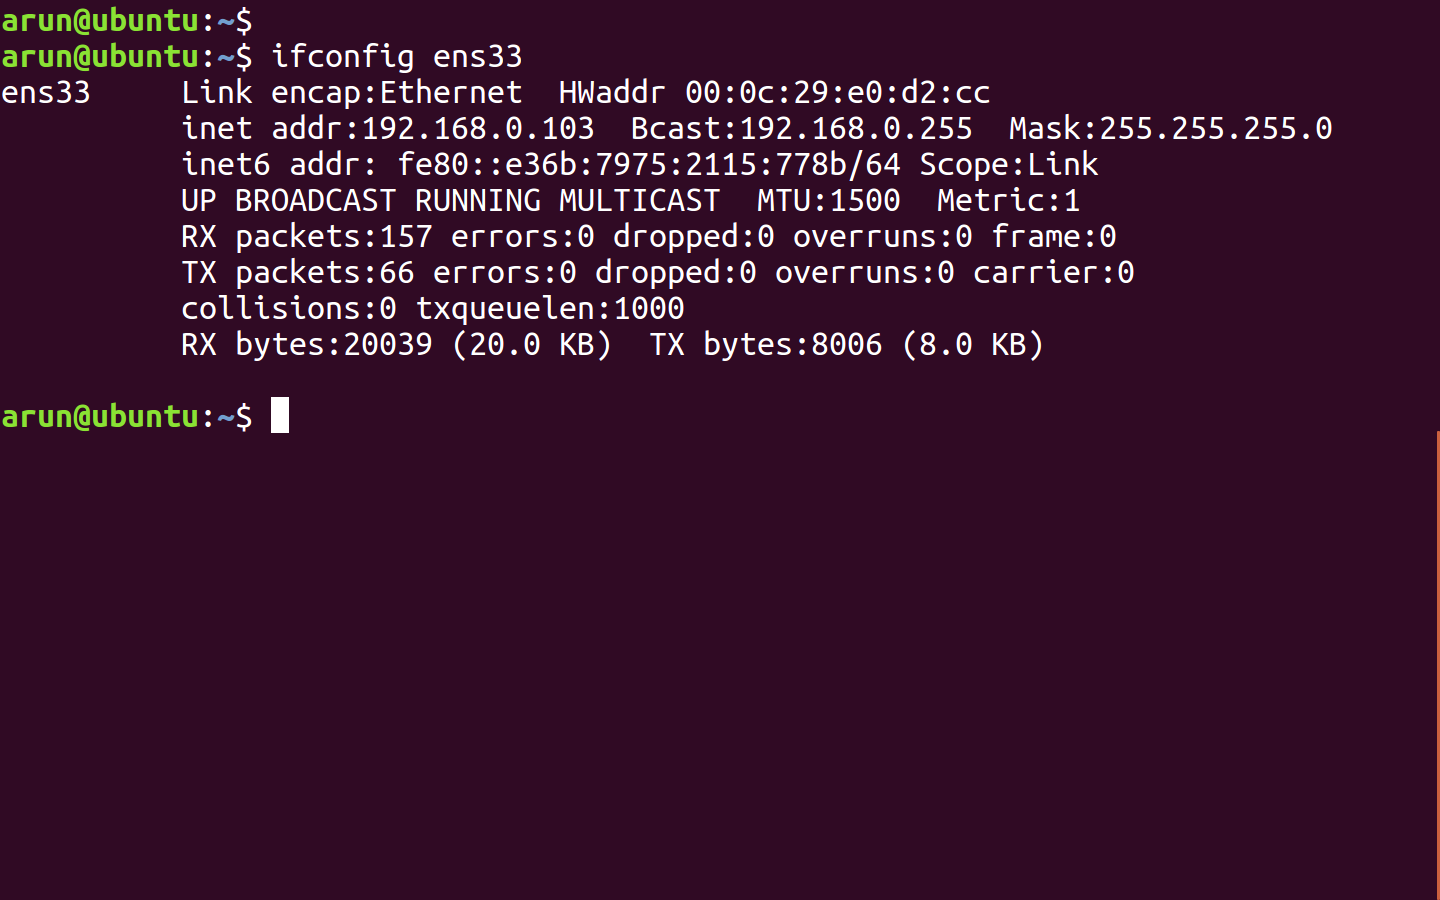 arun@ubuntu:~$
arun@ubuntu:~$ ifconfig ens33
ens33     Link encap:Ethernet  HWaddr 00:0c:29:e0:d2:cc
          inet addr:192.168.0.103  Bcast:192.168.0.255  Mask:255.255.255.0
          inet6 addr: fe80::e36b:7975:2115:778b/64 Scope:Link
          UP BROADCAST RUNNING MULTICAST  MTU:1500  Metric:1
          RX packets:157 errors:0 dropped:0 overruns:0 frame:0
          TX packets:66 errors:0 dropped:0 overruns:0 carrier:0
          collisions:0 txqueuelen:1000
          RX bytes:20039 (20.0 KB)  TX bytes:8006 (8.0 KB)

arun@ubuntu:~$